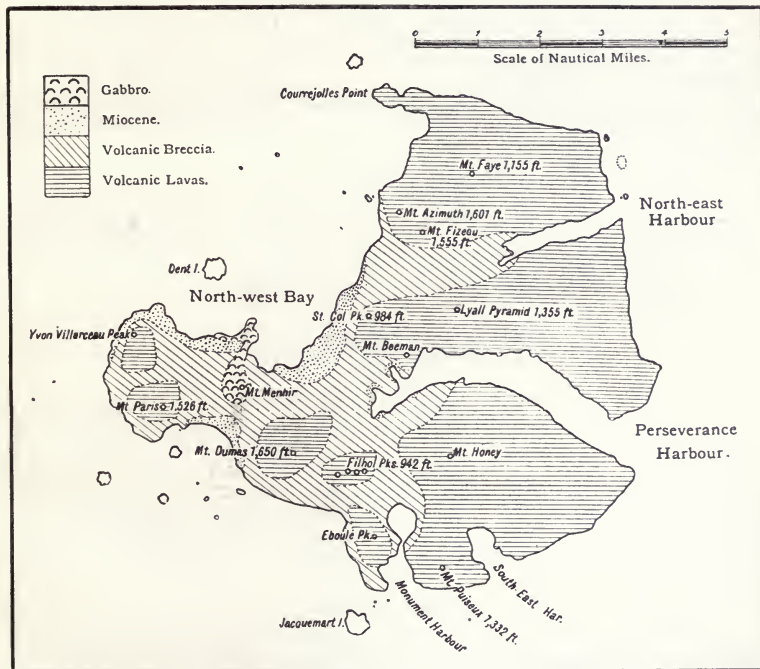 0 1 2 3 4 5
Scale of Nautical Miles.
Gabbro.
Miocene.
Volcanic Breccia.
Volcanic Lavas.
Courrejolles Point
Mt. Faye 1,155 ft.
Mt. Azimuth 1,601 ft.
Mt. Fizeau
1,555 ft.
North-east
Harbour
Dent I.
North-west Bay
St. Col Pk. 984 ft.
Lyall Pyramid 1,355 ft.
Yvon Villarceau Peak
Mt. Beeman
Mt. Menhir
Mt Paris 1,526 ft.
Perseverance
Harbour.
Mt. Dumas 1,650 ft.
Mt. Honey
Filhol Pks. 942 ft.
Eboulé Pk.
South-East Har.
Mt. Puiseux 1,332 ft.
Monument Harbour
Jacquemart I.